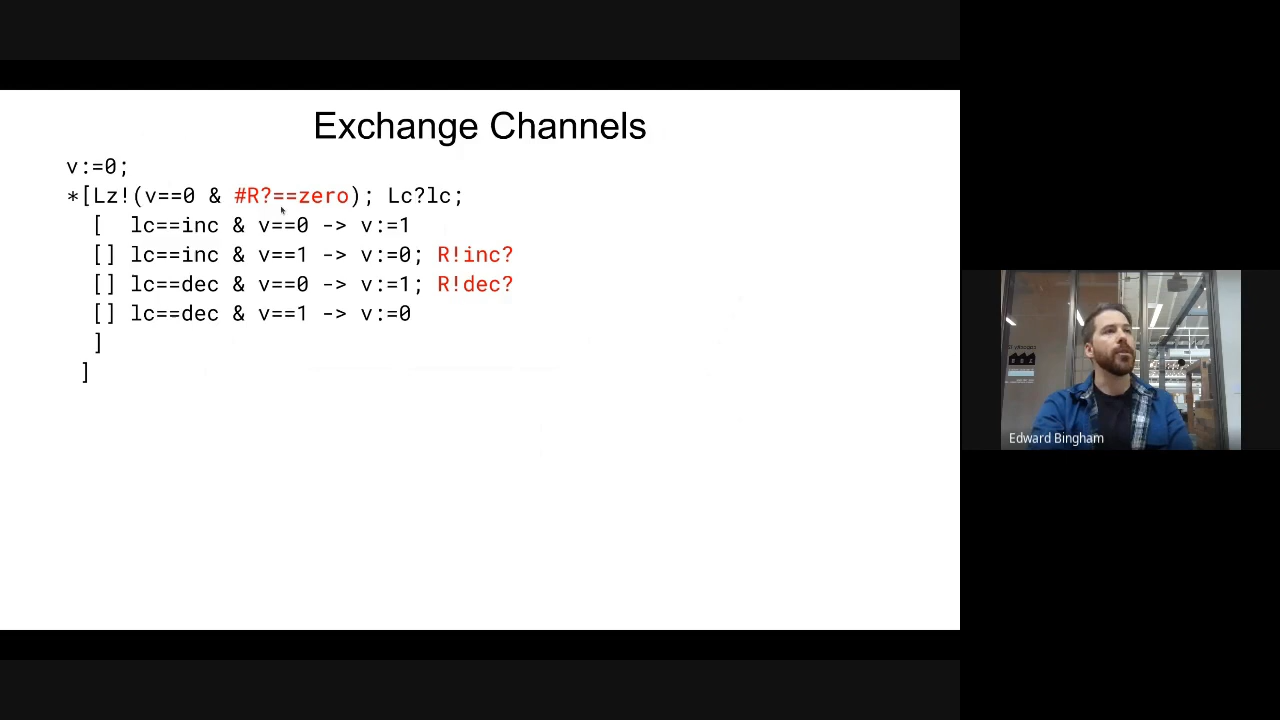 Exchange Channels
v:=0;
*[Lz!(v==0 & #R?==zero); Lc?lc;
[ lc==inc & v==0 -> v:=1
[] lc==inc & v==1 -> v:=0; R!inc?
[] lc==dec & v==0 -> v:=1; R!dec?
[] lc==dec & v==1 -> v:=0
]
]
Edward Bingham